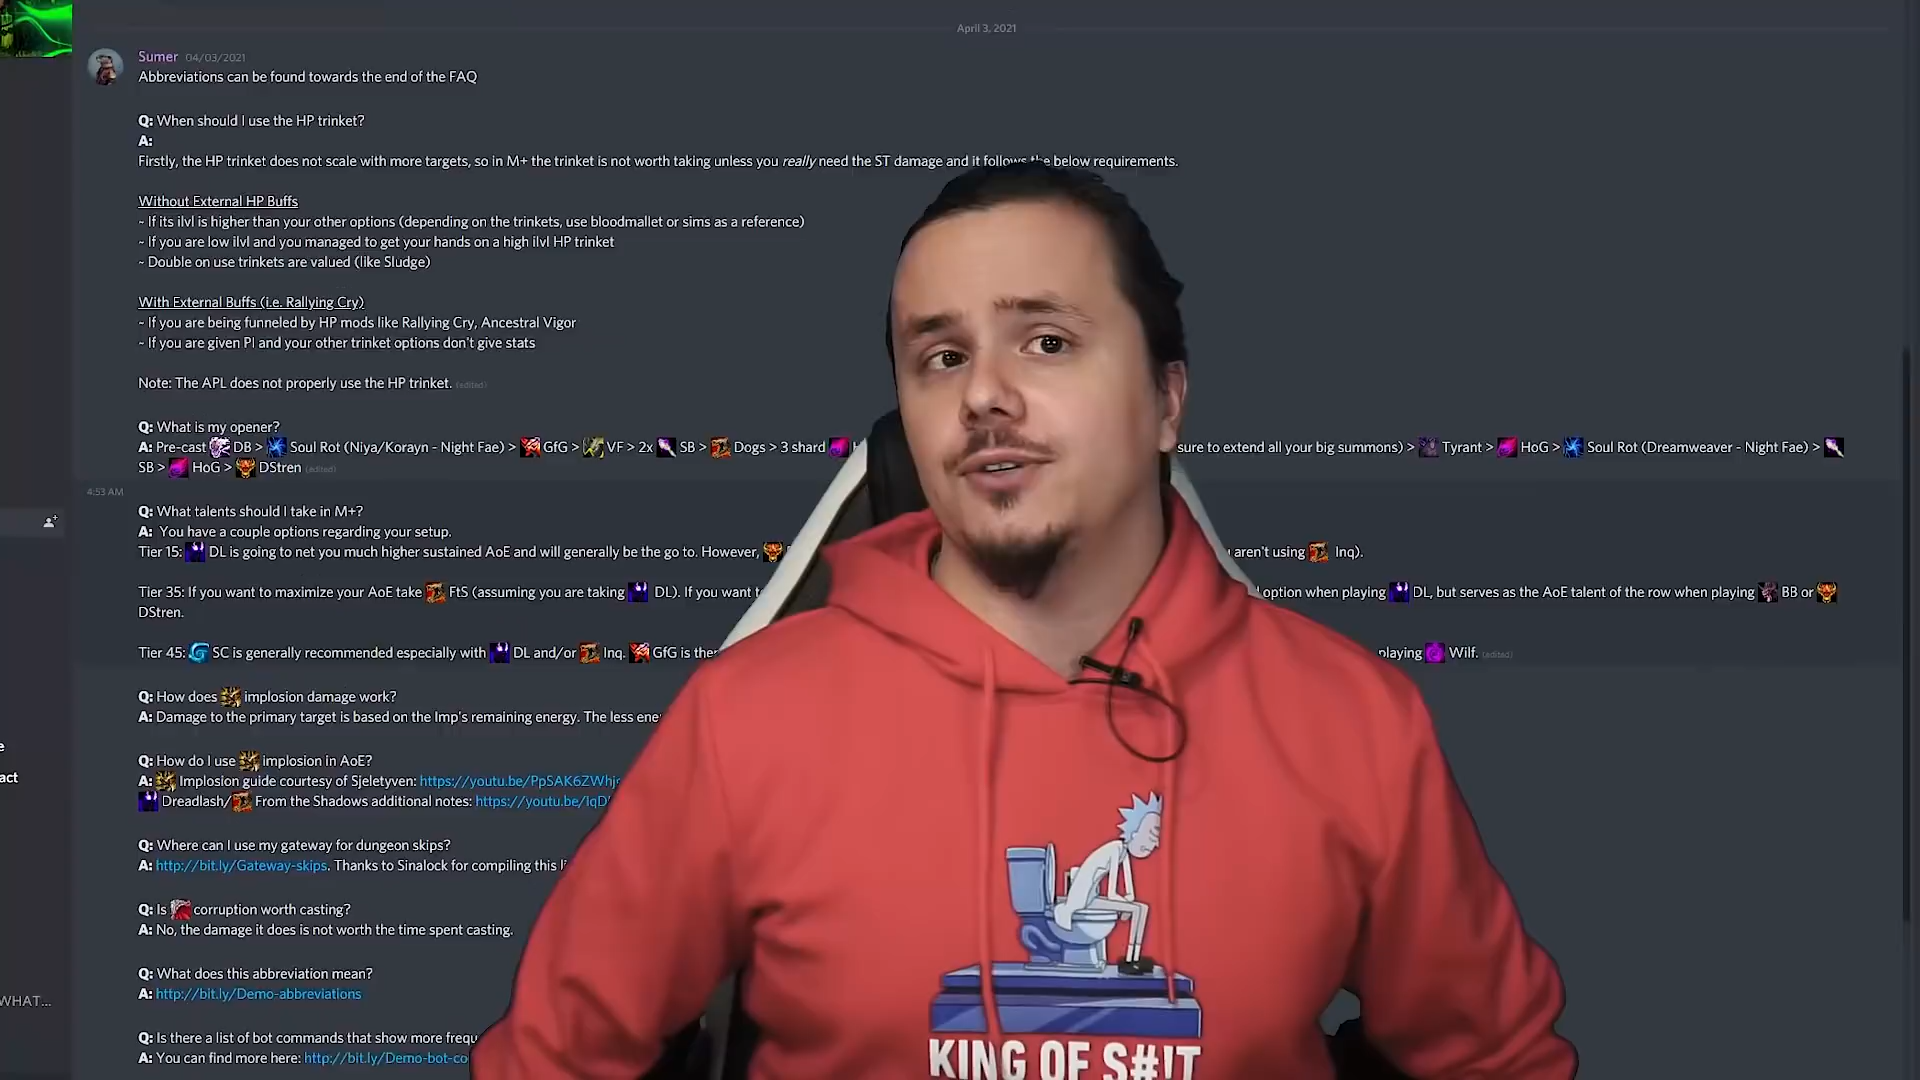 April 3, 2021
Sumer 04/03/2021
Abbreviations can be found towards the end of the FAQ
Q: When should I use the HP trinket?
A:
Firstly, the HP trinket does not scale with more targets, so in M+ the trinket is not worth taking unless you really need the ST damage and it follows the below requirements.
Without External HP Buffs
~ If its ilvl is higher than your other options (depending on the trinkets, use bloodmallet or sims as a reference)
~ If you are low ilvl and you managed to get your hands on a high ilvl HP trinket
~ Double on use trinkets are valued (like Sludge)
With External Buffs (i.e. Rallying Cry)
~ If you are being funneled by HP mods like Rallying Cry, Ancestral Vigor
~ If you are given PI and your other trinket options don't give stats
Note: The APL does not properly use the HP trinket. (edited)
Q: What is my opener?
A: Pre-cast DB > Soul Rot (Niya/Korayn - Night Fae) > GfG > VF > 2x SB > Dogs > 3 shard sure to extend all your big summons) > Tyrant > HoG > Soul Rot (Dreamweaver - Night Fae) >
SB > HoG > DStren (edited)
4:53 AM
Q: What talents should I take in M+?
A: You have a couple options regarding your setup.
Tier 15: DL is going to net you much higher sustained AoE and will generally be the go to. However, aren't using Inq).
Tier 35: If you want to maximize your AoE take FtS (assuming you are taking DL). If you want option when playing DL, but serves as the AoE talent of the row when playing BB or
DStren.
Tier 45: SC is generally recommended especially with DL and/or Inq. GfG is playing Wilf. (edited)
Q: How does implosion damage work?
A: Damage to the primary target is based on the Imp's remaining energy. The less
Q: How do I use implosion in AoE?
A: Implosion guide courtesy of Sjeletyven:
Dreadlash/ From the Shadows additional notes:
Q: Where can I use my gateway for dungeon skips?
A: http://bit.ly/Gateway-skips. Thanks to Sinalock for compiling this
Q: Is corruption worth casting?
A: No, the damage it does is not worth the time spent casting.
Q: What does this abbreviation mean?
A: http://bit.ly/Demo-abbreviations
WHAT...
Q: Is there a list of bot commands that show more
A: You can find more here:
KING OF S#!T